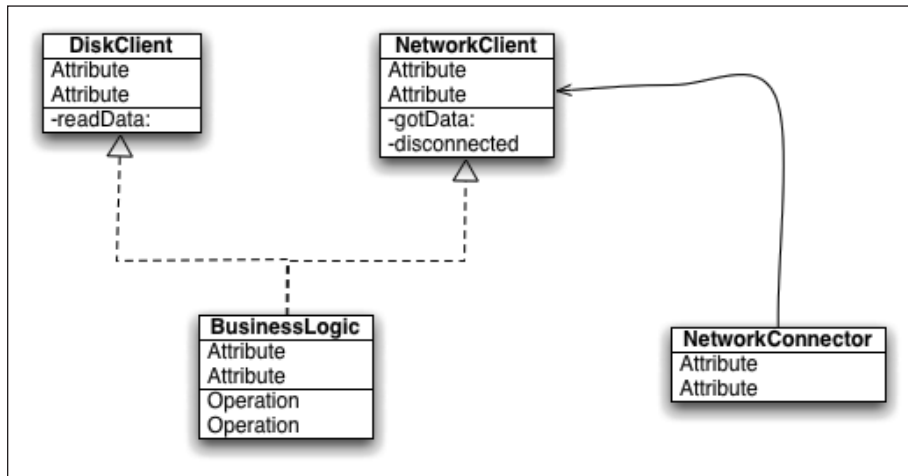 DiskClient
Attribute
Attribute
-readData:
NetworkClient
Attribute
Attribute
-gotData:
-disconnected
BusinessLogic
Attribute
Attribute
Operation
Operation
NetworkConnector
Attribute
Attribute